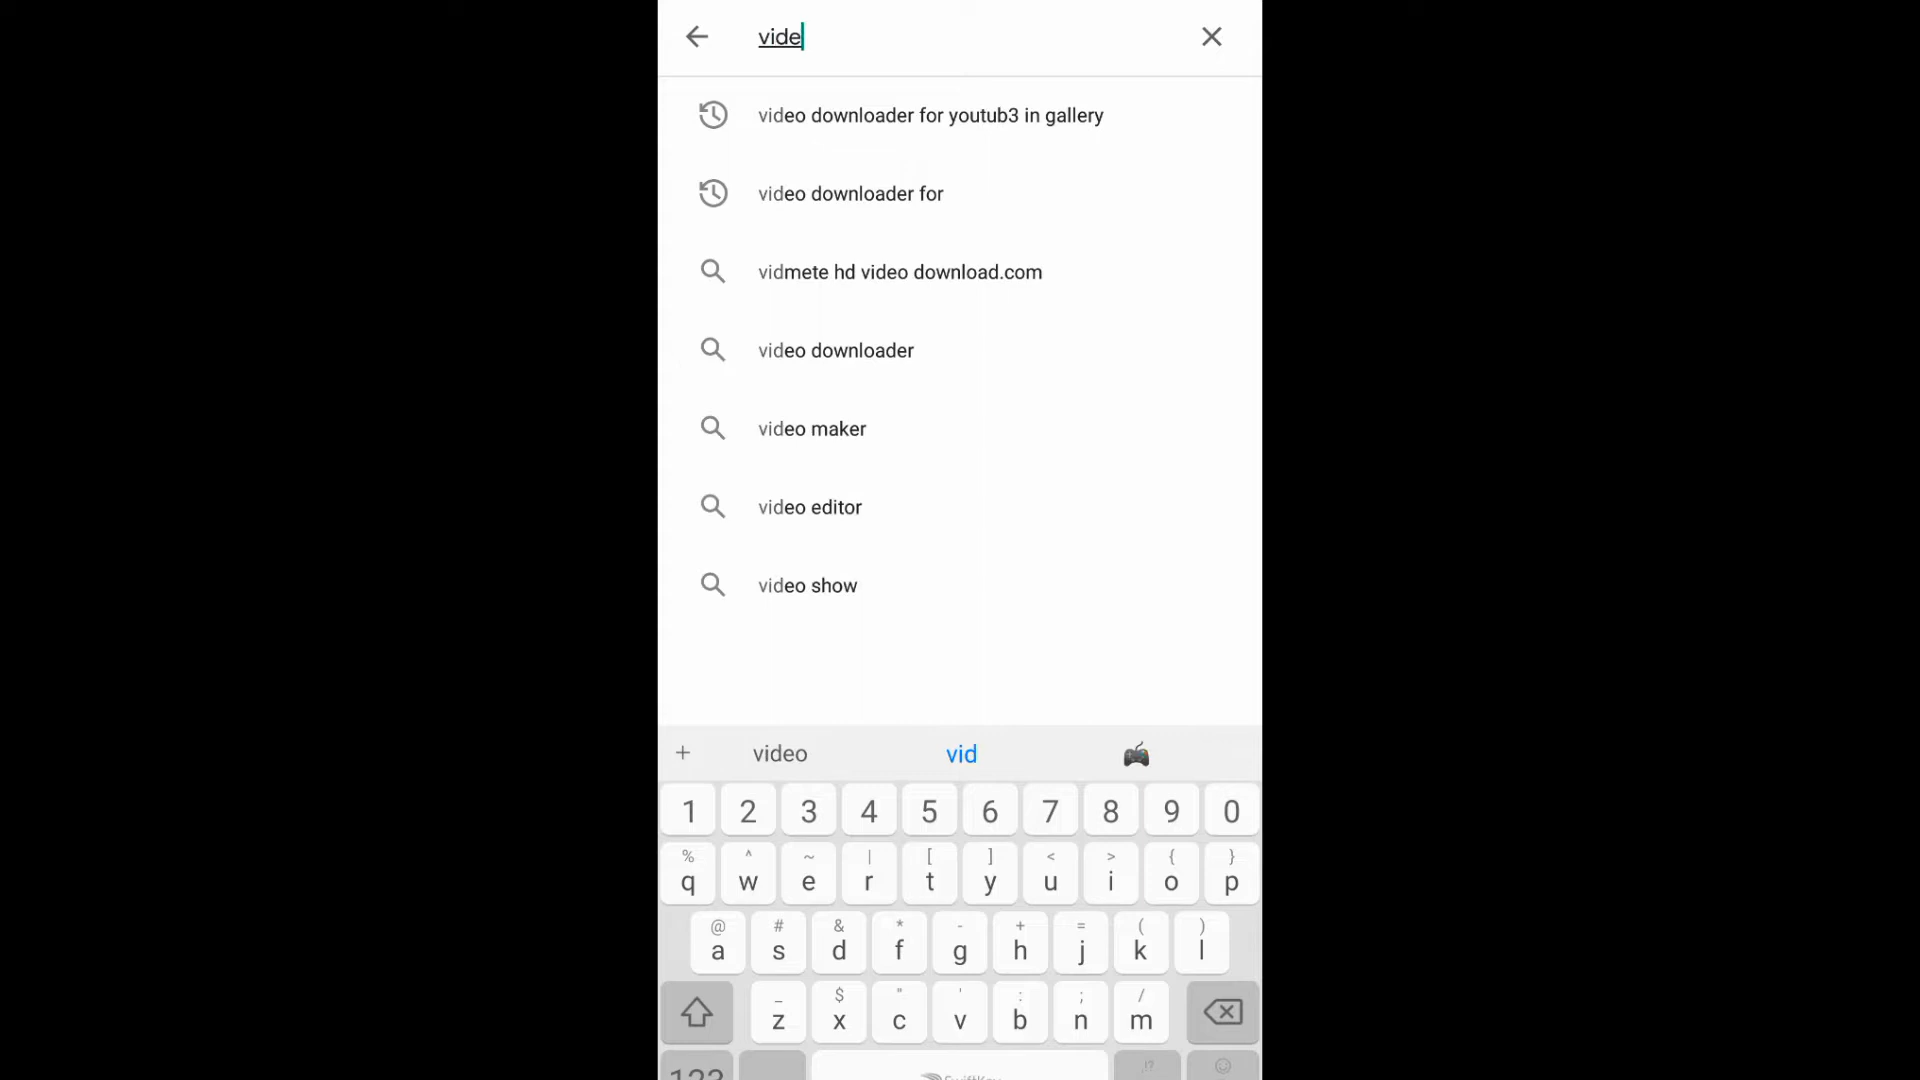 vide
video downloader for youtub3 in gallery
video downloader for
vidmete hd video download.com
video downloader
video maker
video editor
video show
+ video vid
1 2 3 4 5 6 7 8 9 0
% ^ ~ | [ ] < > { }
q w e r t y u i o p
@ # & * - + = ( )
a s d f g h j k l
_ $ " ' : ; /
z x c v b n m
!?
123 SwiftKey